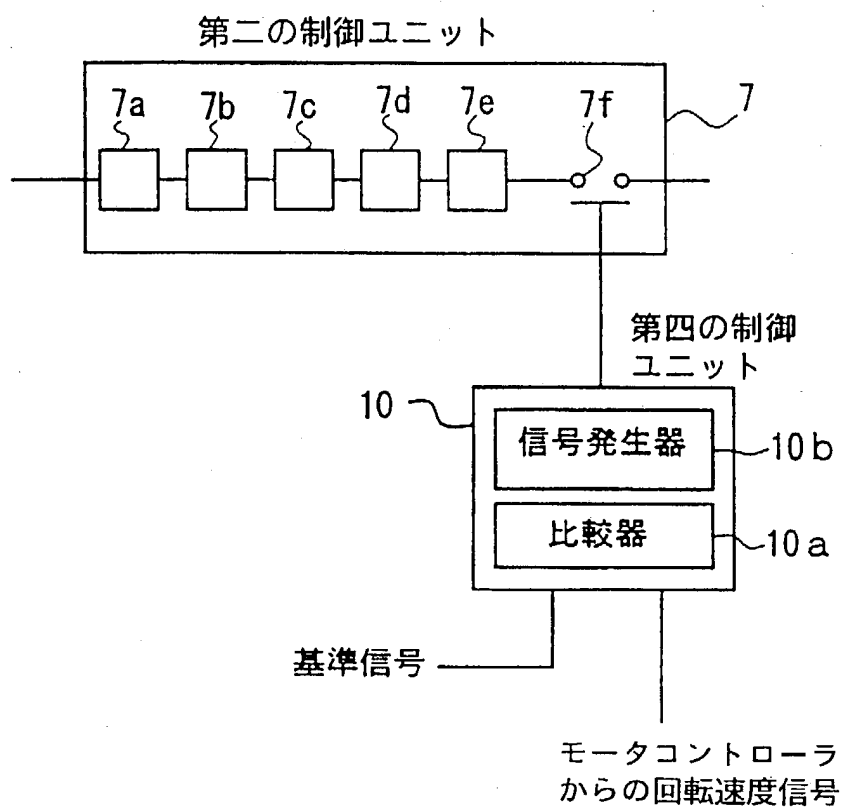 第二の制御ユニット
7a 7b 7c 7d 7e 7f 7
第四の制御
ユニット
10
信号発生器
10b
比較器
10a
基準信号
モータコントローラ
からの回転速度信号